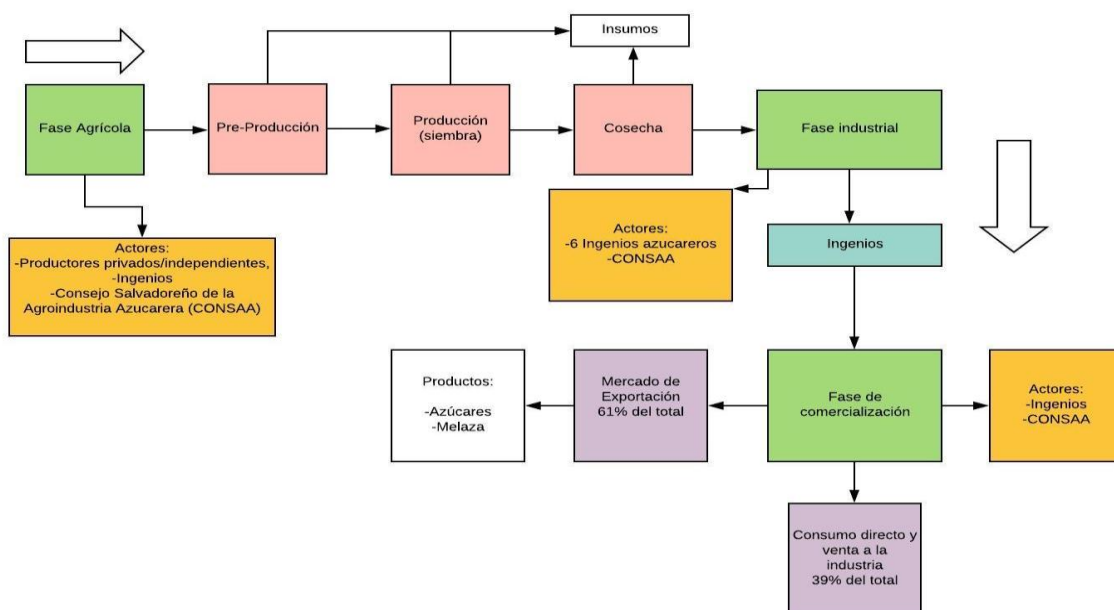 Insumos
Fase Agrícola
Pre-Producción
Producción
(siembra)
Cosecha
Fase industrial
Actores:
-Productores privados/independientes,
-Ingenios
-Consejo Salvadoreño de la
Agroindustria Azucarera (CONSAA)
Actores:
-6 Ingenios azucareros
-CONSAA
Ingenios
Productos:
-Azúcares
-Melaza
Mercado de
Exportación
61% del total
Fase de
comercialización
Actores:
-Ingenios
-CONSAA
Consumo directo y
venta a la
industria
39% del total